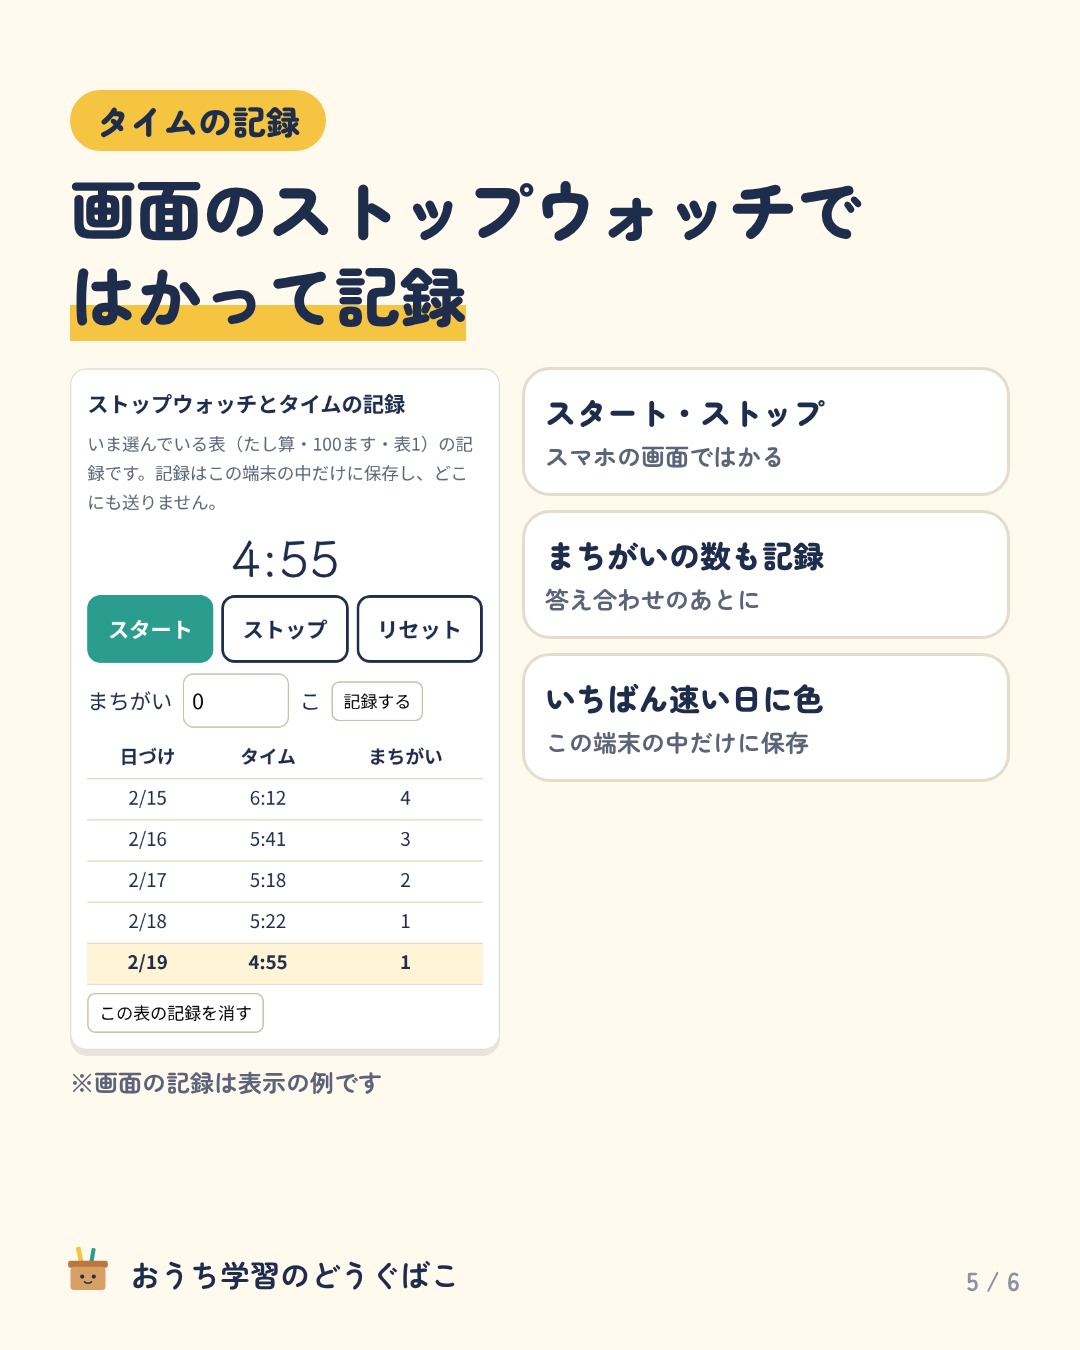 タイムの記録
画面のストップウォッチで
はかって記録
ストップウォッチとタイムの記録
いま選んでいる表（たし算・100ます・表1）の記
録です。記録はこの端末の中だけに保存し、どこ
にも送りません。
4:55
スタート ストップ リセット
まちがい 0 こ 記録する
日づけ タイム まちがい
2/15 6:12 4
2/16 5:41 3
2/17 5:18 2
2/18 5:22 1
2/19 4:55 1
この表の記録を消す
※画面の記録は表示の例です
スタート・ストップ
スマホの画面ではかる
まちがいの数も記録
答え合わせのあとに
いちばん速い日に色
この端末の中だけに保存
おうち学習のどうぐばこ
5 / 6